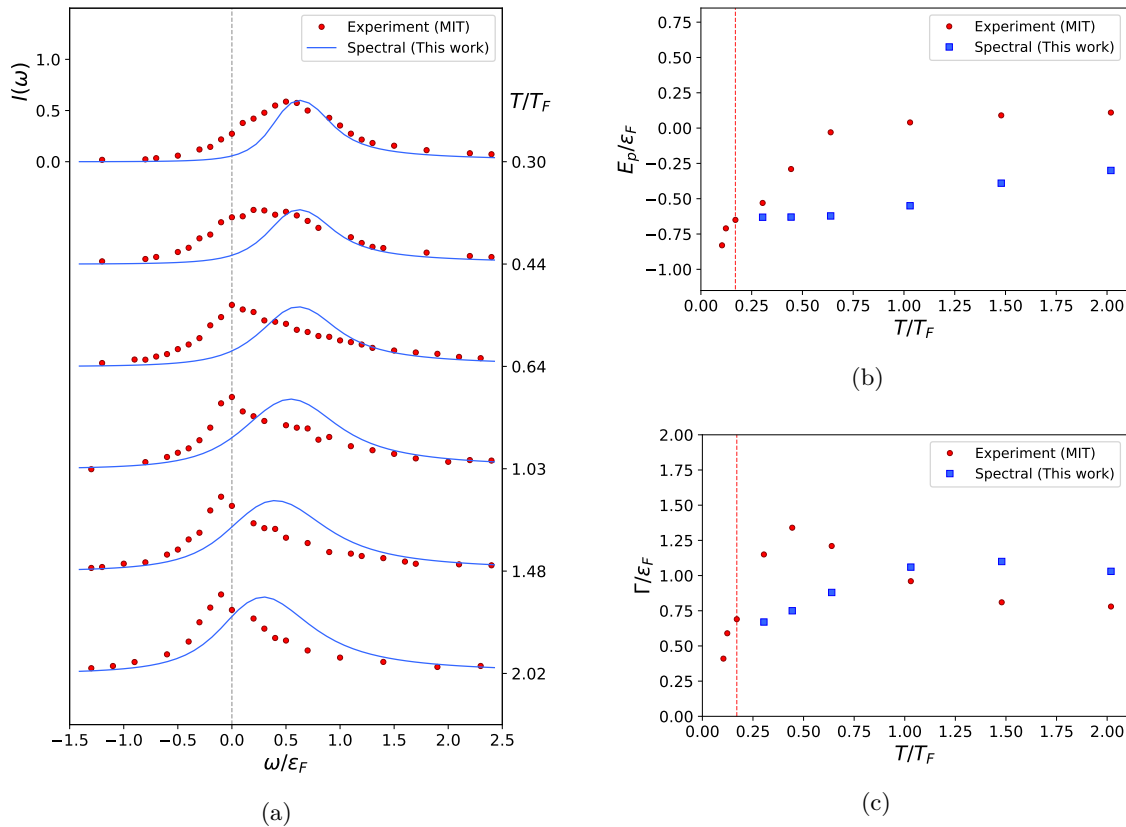 Experiment (MIT)
Spectral (This work)
I(ω)
1.0
0.5
0.0
T/T_F
0.30
0.44
0.64
1.03
1.48
2.02
−1.5 −1.0 −0.5 0.0 0.5 1.0 1.5 2.0 2.5
ω/ε_F
(a)
Experiment (MIT)
Spectral (This work)
E_p/ε_F
0.75
0.50
0.25
0.00
−0.25
−0.50
−0.75
−1.00
0.00 0.25 0.50 0.75 1.00 1.25 1.50 1.75 2.00
T/T_F
(b)
Experiment (MIT)
Spectral (This work)
Γ/ε_F
2.00
1.75
1.50
1.25
1.00
0.75
0.50
0.25
0.00
0.00 0.25 0.50 0.75 1.00 1.25 1.50 1.75 2.00
T/T_F
(c)